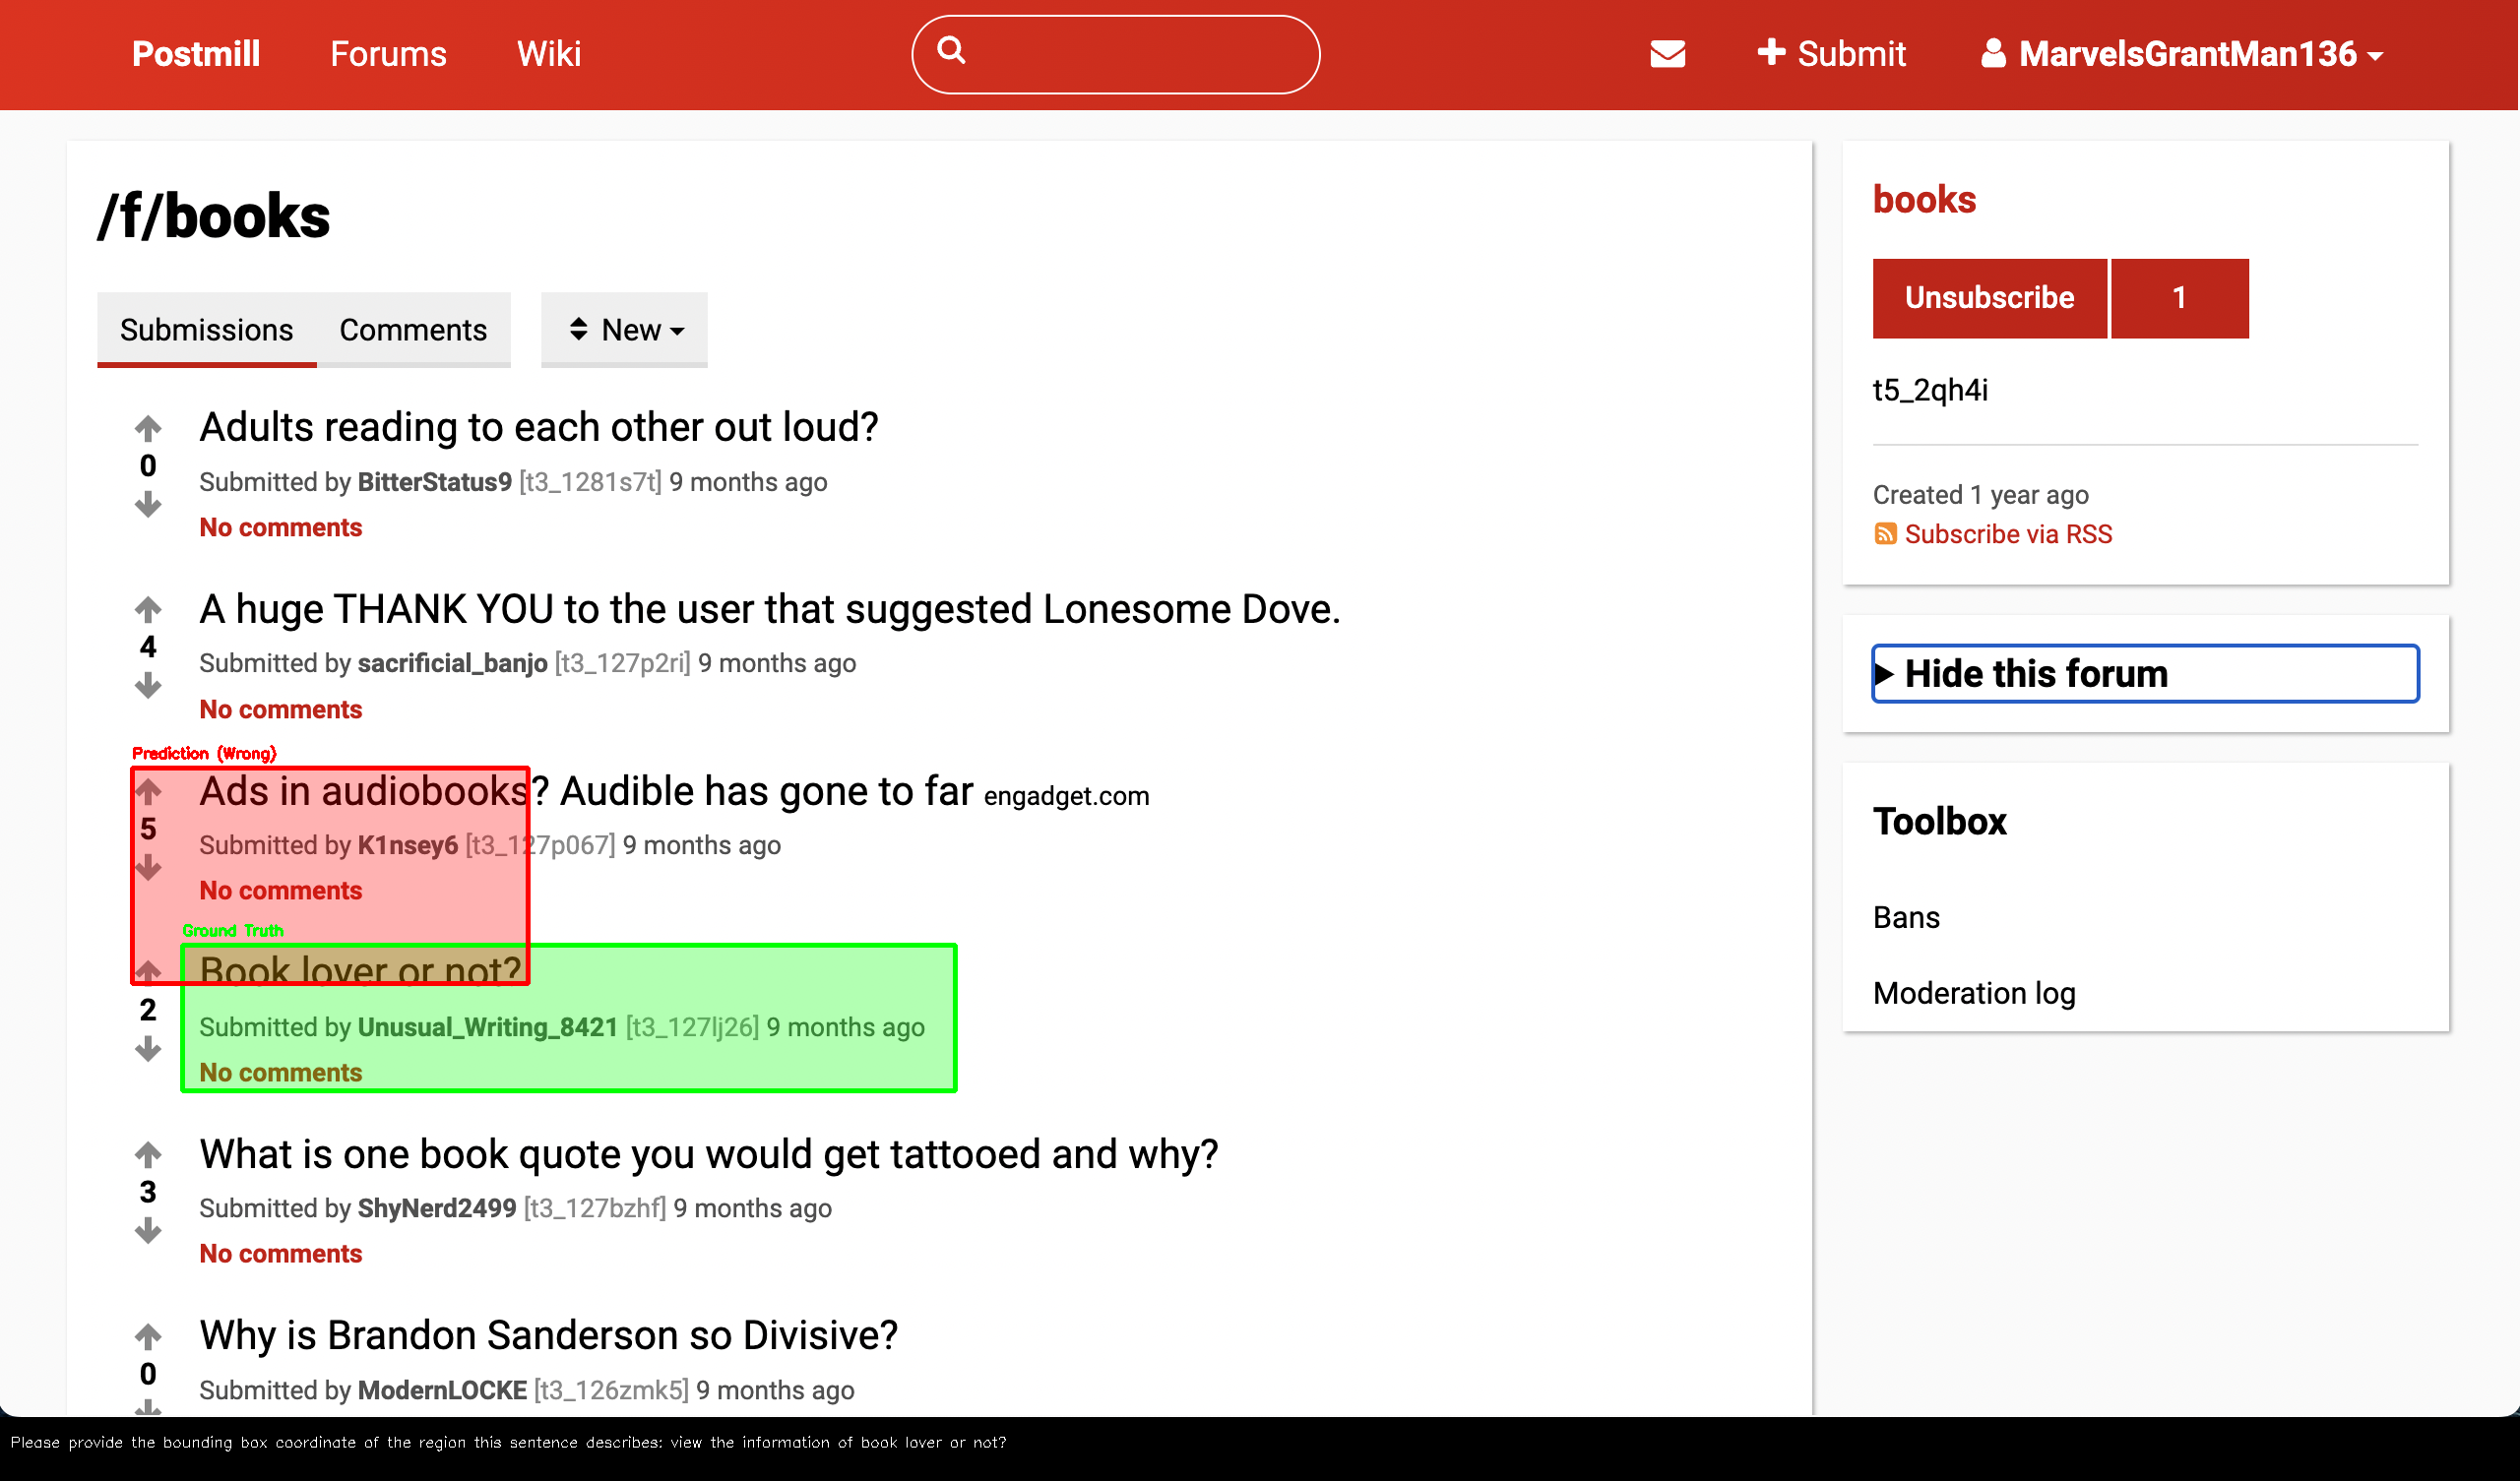 Postmill Forums Wiki Submit MarvelsGrantMan136
/f/books
Submissions Comments New
Adults reading to each other out loud?
0
Submitted by BitterStatus9 [t3_1281s7t] 9 months ago
No comments
A huge THANK YOU to the user that suggested Lonesome Dove.
4
Submitted by sacrificial_banjo [t3_127p2ri] 9 months ago
No comments
Prediction (Wrong)
Ads in audiobooks? Audible has gone to far engadget.com
5
Submitted by K1nsey6 [t3_127p067] 9 months ago
No comments
Ground Truth
Book lover or not?
2
Submitted by Unusual_Writing_8421 [t3_127lj26] 9 months ago
No comments
What is one book quote you would get tattooed and why?
3
Submitted by ShyNerd2499 [t3_127bzhf] 9 months ago
No comments
Why is Brandon Sanderson so Divisive?
0
Submitted by ModernLOCKE [t3_126zmk5] 9 months ago
books
Unsubscribe 1
t5_2qh4i
Created 1 year ago
Subscribe via RSS
Hide this forum
Toolbox
Bans
Moderation log
Please provide the bounding box coordinate of the region this sentence describes: view the information of book lover or not?